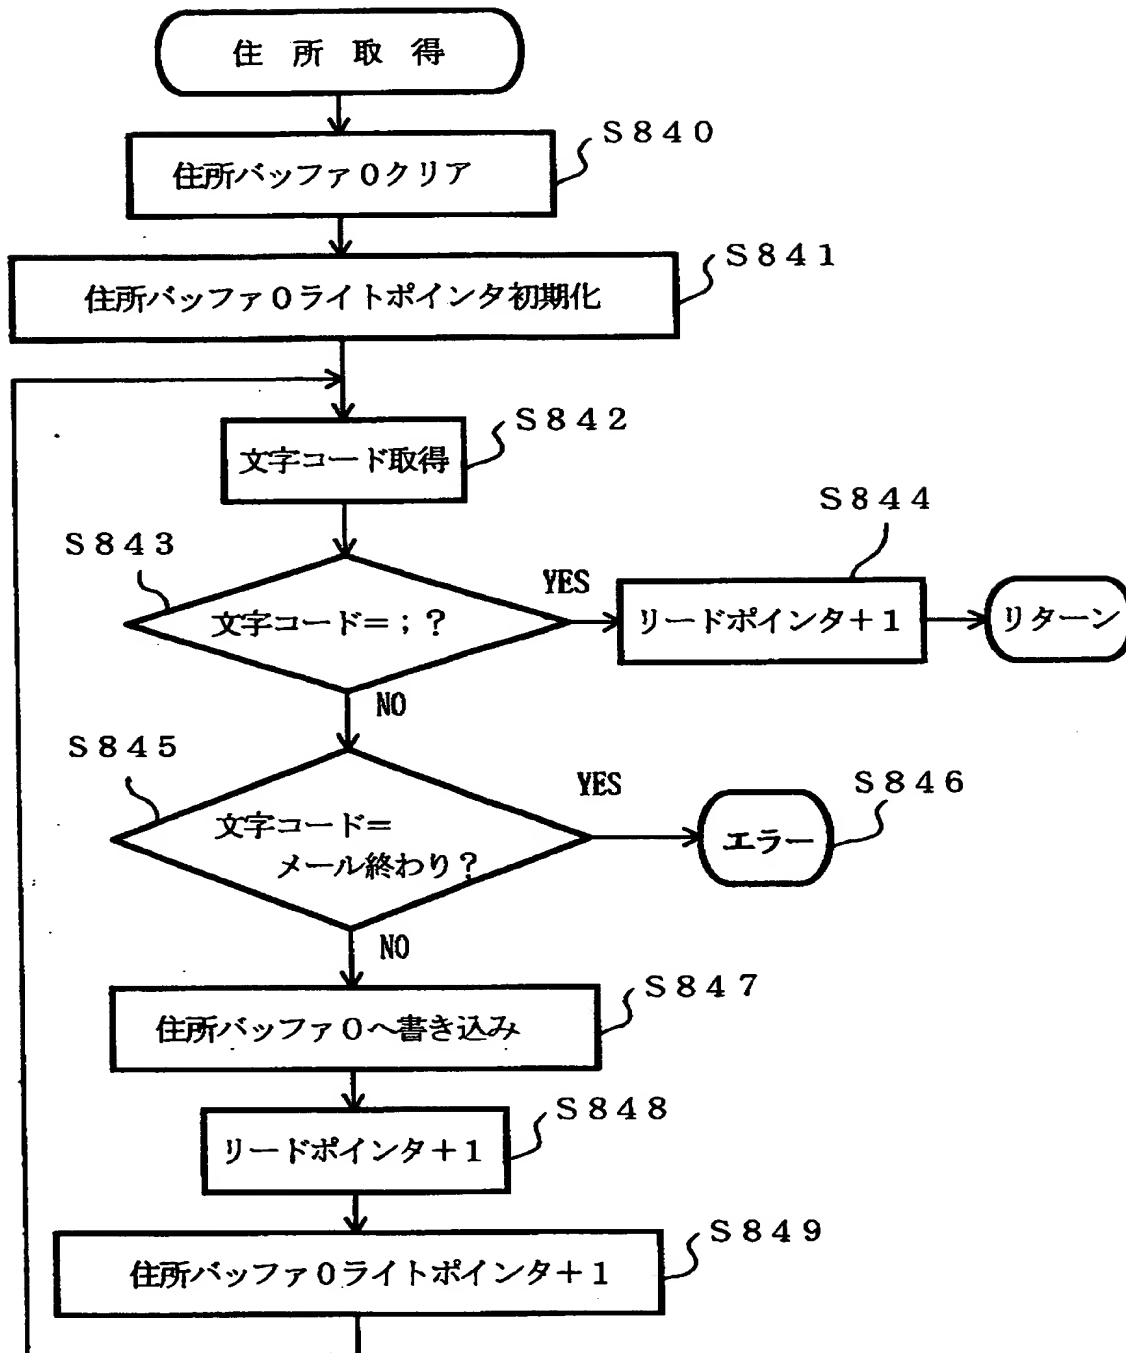 住所取得
S840
住所バッファ0クリア
S841
住所バッファ0ライトポインタ初期化
S842
文字コード取得
S843
文字コード=;?
YES
S844
リードポインタ+1
リターン
NO
S845
文字コード=
メール終わり?
YES
S846
エラー
NO
S847
住所バッファ0へ書き込み
S848
リードポインタ+1
S849
住所バッファ0ライトポインタ+1